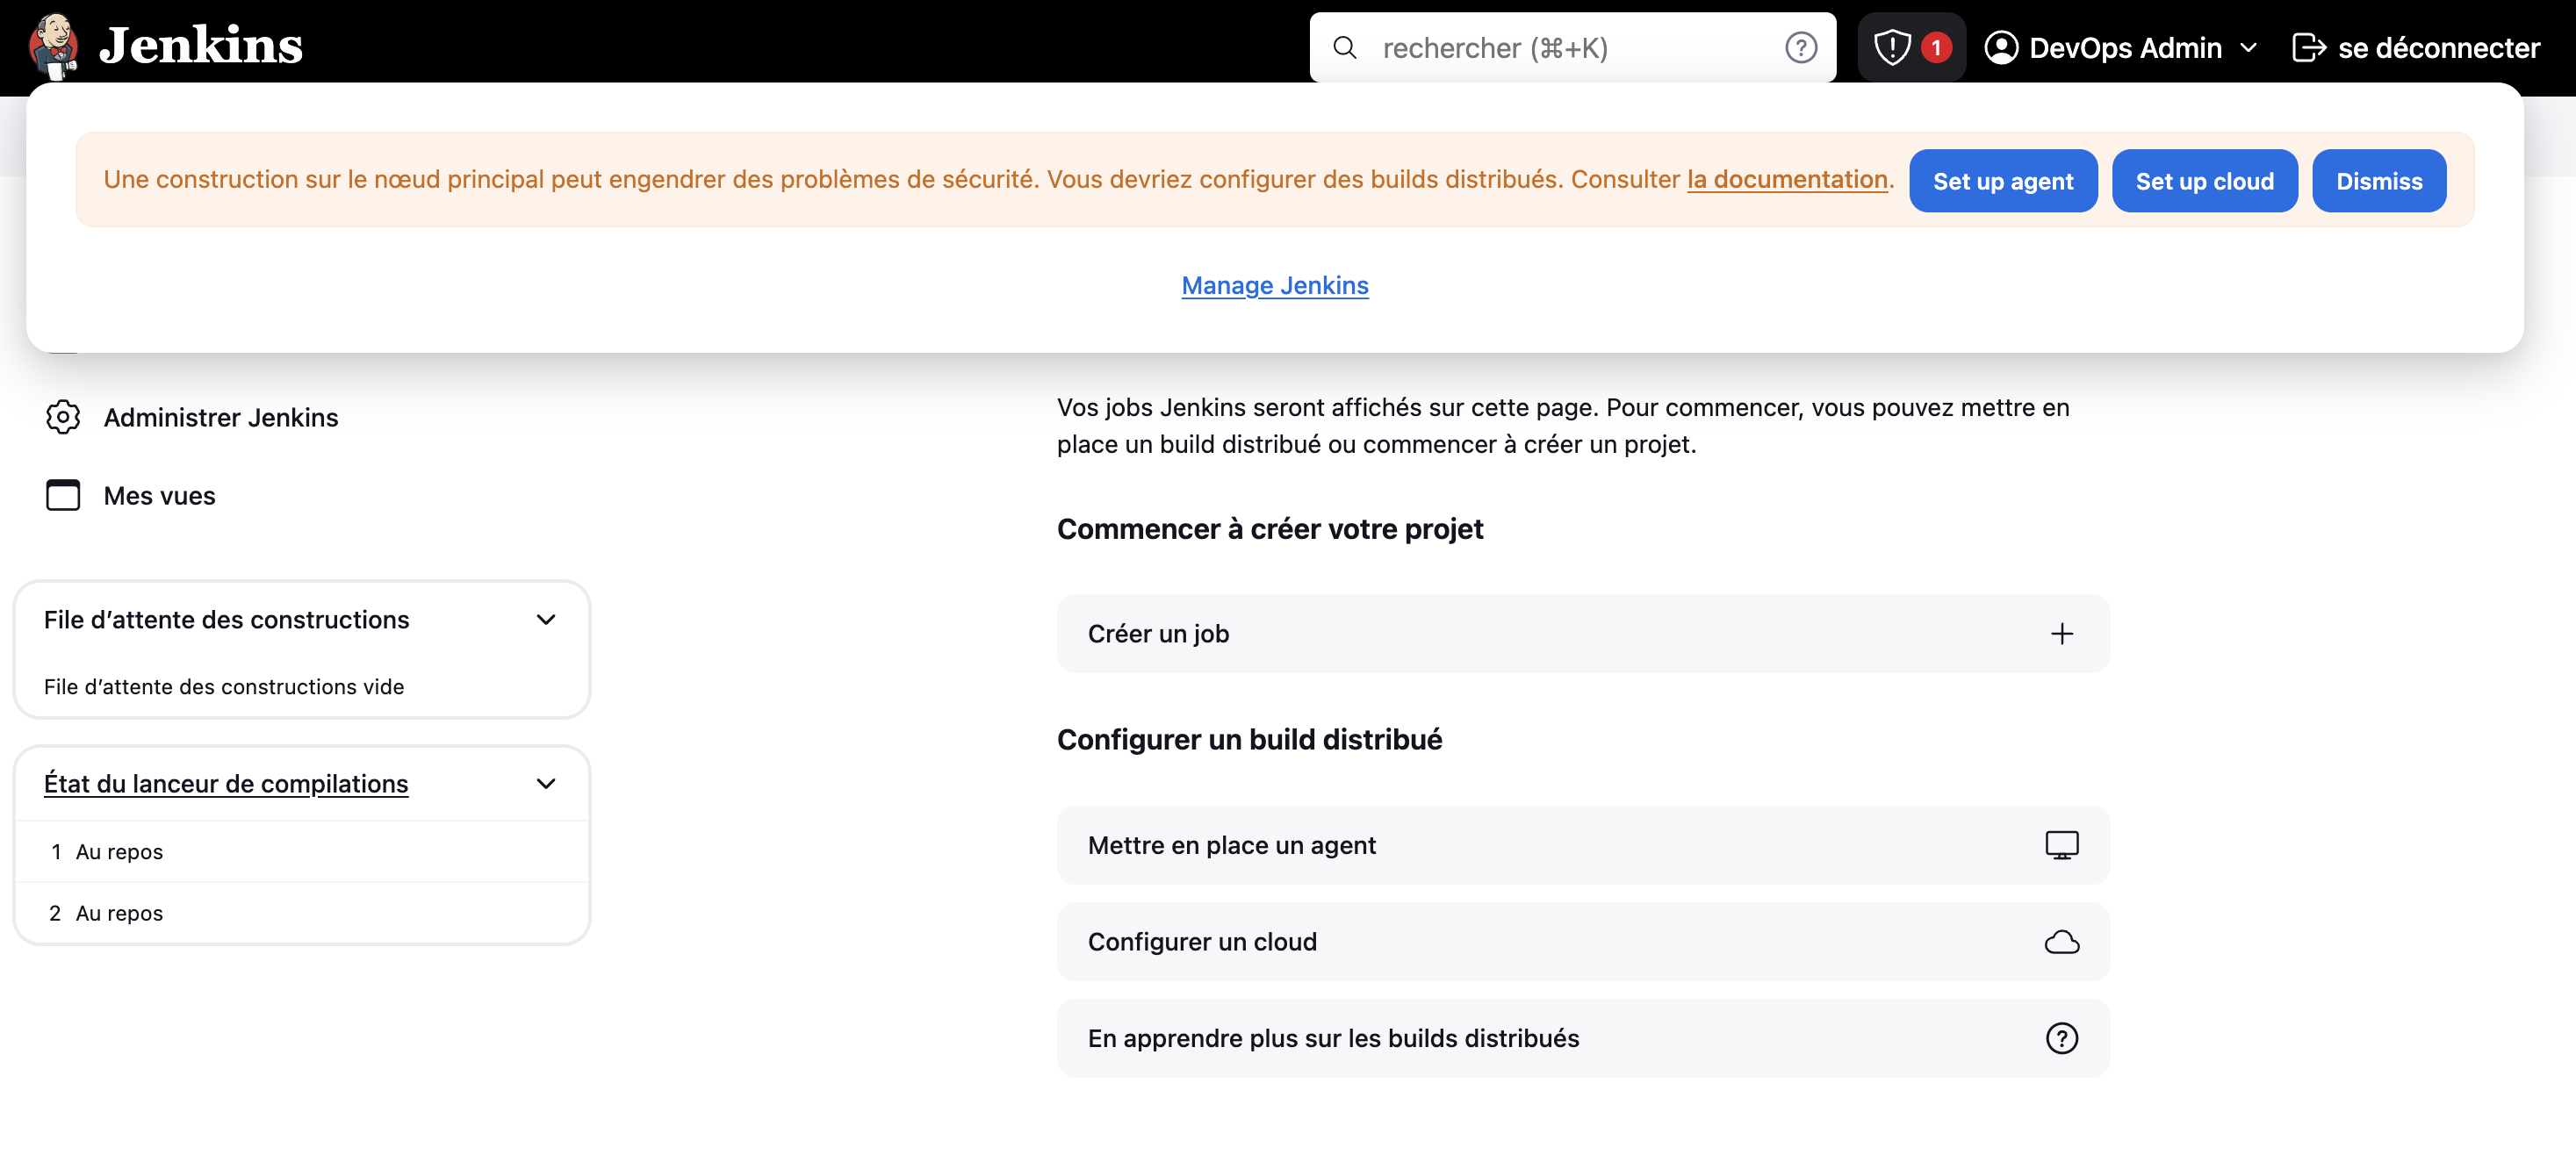 Jenkins
rechercher (⌘+K)
1
DevOps Admin
se déconnecter
Une construction sur le nœud principal peut engendrer des problèmes de sécurité. Vous devriez configurer des builds distribués. Consulter la documentation.
Set up agent
Set up cloud
Dismiss
Manage Jenkins
Administrer Jenkins
Mes vues
File d’attente des constructions
File d’attente des constructions vide
État du lanceur de compilations
1 Au repos
2 Au repos
Vos jobs Jenkins seront affichés sur cette page. Pour commencer, vous pouvez mettre en
place un build distribué ou commencer à créer un projet.
Commencer à créer votre projet
Créer un job
Configurer un build distribué
Mettre en place un agent
Configurer un cloud
En apprendre plus sur les builds distribués